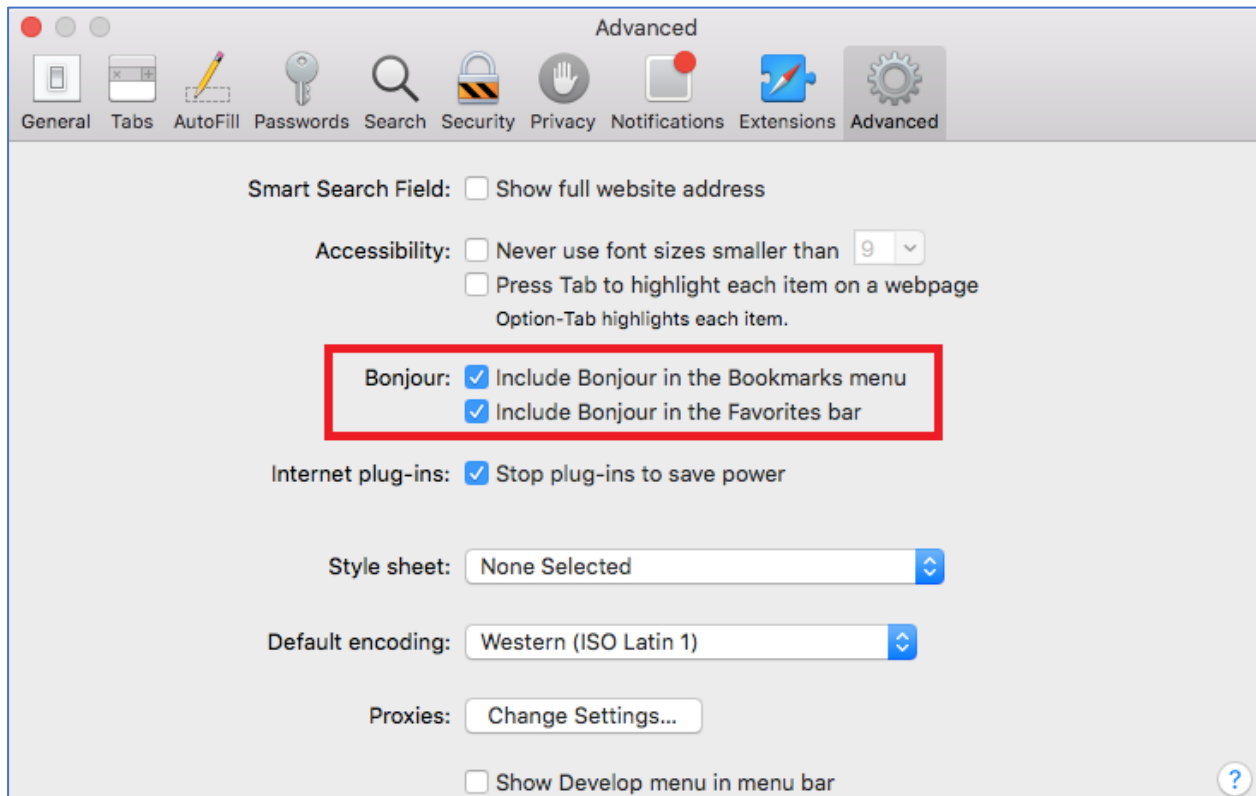 Advanced
General Tabs AutoFill Passwords Search Security Privacy Notifications Extensions Advanced
Smart Search Field: Show full website address
Accessibility: Never use font sizes smaller than 9
Press Tab to highlight each item on a webpage
Option-Tab highlights each item.
Bonjour: Include Bonjour in the Bookmarks menu
Include Bonjour in the Favorites bar
Internet plug-ins: Stop plug-ins to save power
Style sheet: None Selected
Default encoding: Western (ISO Latin 1)
Proxies: Change Settings...
Show Develop menu in menu bar
?